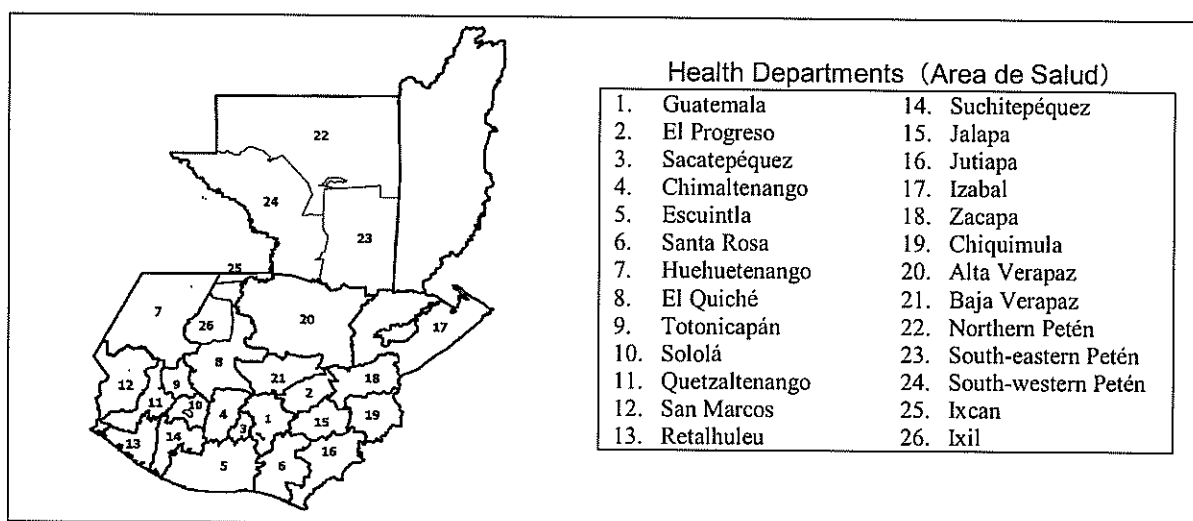 Health Departments (Area de Salud)
1. Guatemala
2. El Progreso
3. Sacatepéquez
4. Chimaltenango
5. Escuintla
6. Santa Rosa
7. Huehuetenango
8. El Quiché
9. Totonicapán
10. Sololá
11. Quetzaltenango
12. San Marcos
13. Retalhuleu
14. Suchitepéquez
15. Jalapa
16. Jutiapa
17. Izabal
18. Zacapa
19. Chiquimula
20. Alta Verapaz
21. Baja Verapaz
22. Northern Petén
23. South-eastern Petén
24. South-western Petén
25. Ixcan
26. Ixil
22
24
23
25
7
26
20
17
8
12
9
21
18
2
11
10
4
19
3
1
15
13
14
16
5
6